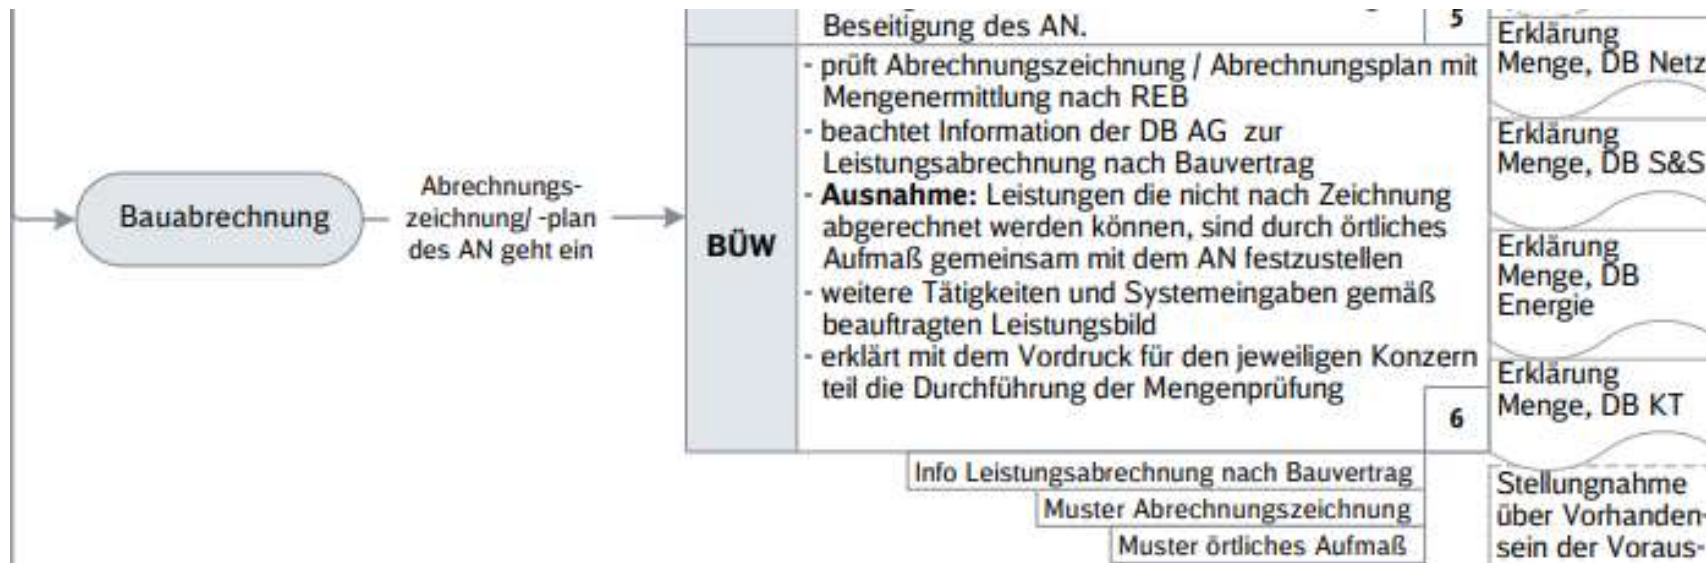 Beseitigung des AN.
5
- prüft Abrechnungszeichnung / Abrechnungsplan mit
Mengenermittlung nach REB
- beachtet Information der DB AG zur
Leistungsabrechnung nach Bauvertrag
- Ausnahme: Leistungen die nicht nach Zeichnung
abgerechnet werden können, sind durch örtliches
Aufmaß gemeinsam mit dem AN festzustellen
- weitere Tätigkeiten und Systemeingaben gemäß
beauftragten Leistungsbild
- erklärt mit dem Vordruck für den jeweiligen Konzern
teil die Durchführung der Mengenprüfung
6
Bauabrechnung
Abrechnungs-
zeichnung/ -plan
des AN geht ein
BÜW
Info Leistungsabrechnung nach Bauvertrag
Muster Abrechnungszeichnung
Muster örtliches Aufmaß
Erklärung
Menge, DB Netz
Erklärung
Menge, DB S&S
Erklärung
Menge, DB
Energie
Erklärung
Menge, DB KT
Stellungnahme
über Vorhanden-
sein der Voraus-